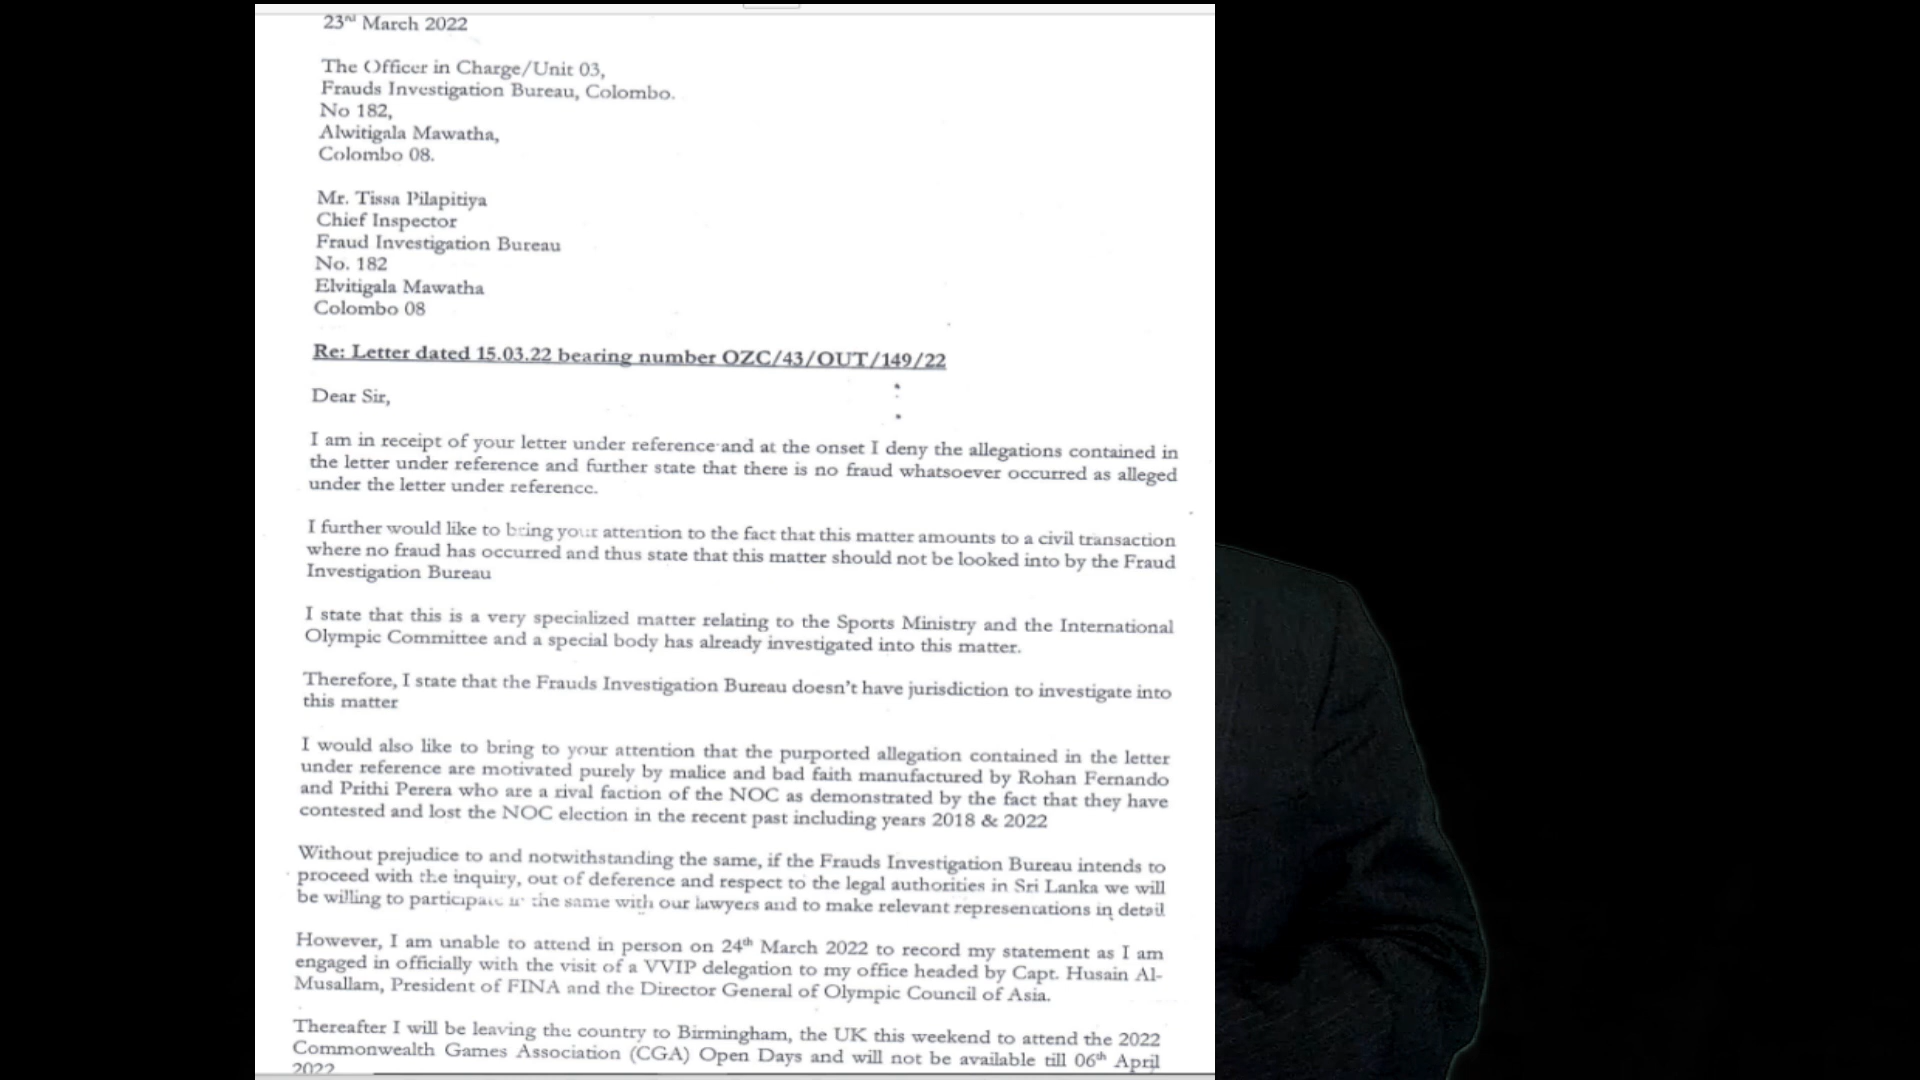 23rd March 2022
The Officer in Charge/Unit 03,
Frauds Investigation Bureau, Colombo.
No 182,
Alwitigala Mawatha,
Colombo 08.
Mr. Tissa Pilapitiya
Chief Inspector
Fraud Investigation Bureau
No. 182
Elvitigala Mawatha
Colombo 08
Re: Letter dated 15.03.22 bearing number OZC/43/OUT/149/22
Dear Sir,
I am in receipt of your letter under reference and at the onset I deny the allegations contained in
the letter under reference and further state that there is no fraud whatsoever occurred as alleged
under the letter under reference.
I further would like to bring your attention to the fact that this matter amounts to a civil transaction
where no fraud has occurred and thus state that this matter should not be looked into by the Fraud
Investigation Bureau
I state that this is a very specialized matter relating to the Sports Ministry and the International
Olympic Committee and a special body has already investigated into this matter.
Therefore, I state that the Frauds Investigation Bureau doesn't have jurisdiction to investigate into
this matter
I would also like to bring to your attention that the purported allegation contained in the letter
under reference are motivated purely by malice and bad faith manufactured by Rohan Fernando
and Prithi Perera who are a rival faction of the NOC as demonstrated by the fact that they have
contested and lost the NOC election in the recent past including years 2018 & 2022
Without prejudice to and notwithstanding the same, if the Frauds Investigation Bureau intends to
proceed with the inquiry, out of deference and respect to the legal authorities in Sri Lanka we will
be willing to participate in the same with our lawyers and to make relevant representations in detail
However, I am unable to attend in person on 24th March 2022 to record my statement as I am
engaged in officially with the visit of a VVIP delegation to my office headed by Capt. Husain Al-
Musallam, President of FINA and the Director General of Olympic Council of Asia.
Thereafter I will be leaving the country to Birmingham, the UK this weekend to attend the 2022
Commonwealth Games Association (CGA) Open Days and will not be available till 06th April
2022